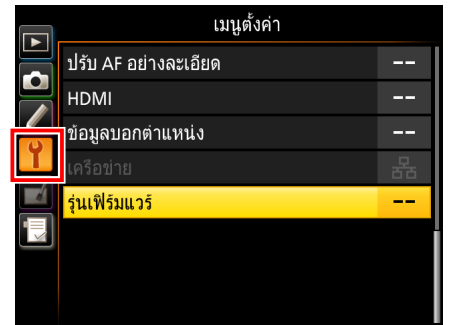 เมนูตั้งค่า
ปรับ AF อย่างละเอียด --
HDMI --
ข้อมูลบอกตำแหน่ง --
เครือข่าย
รุ่นเฟิร์มแวร์ --